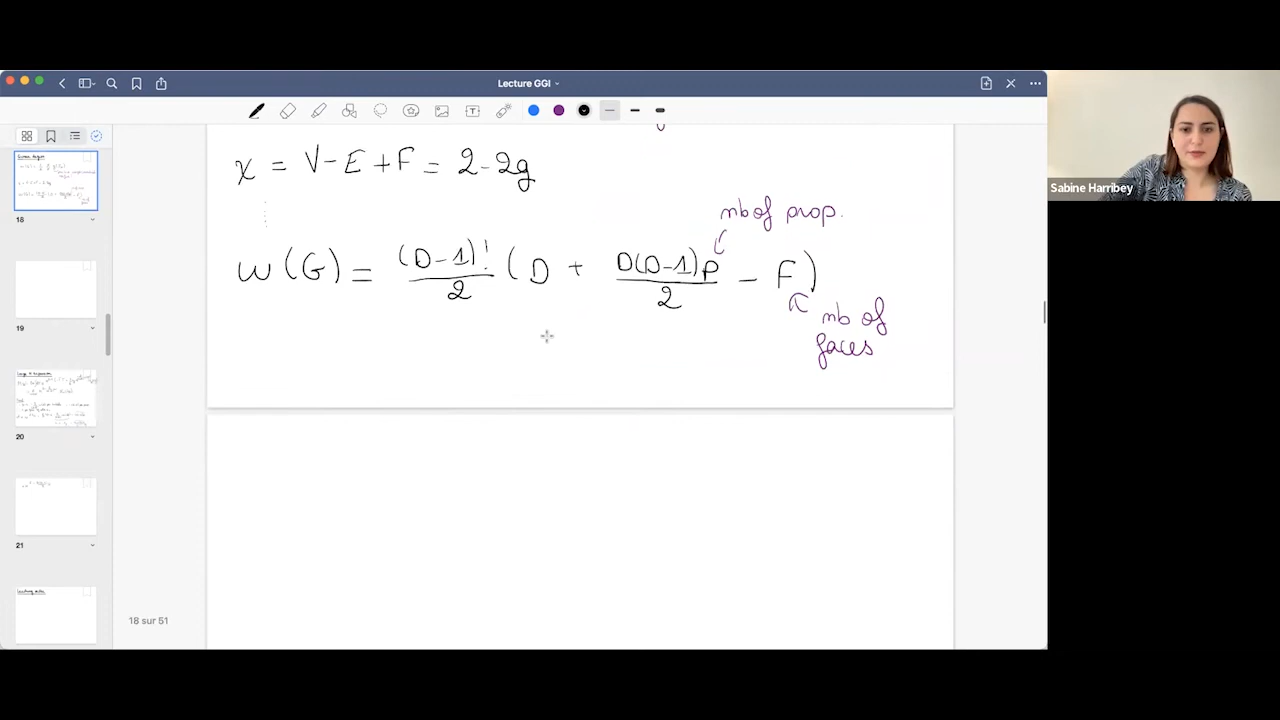 Lecture GGI
Sabine Harribey
χ = V - E + F = 2 - 2g
nb of prop.
ω(G) = (D-1)!/2 (D + D(D-1)P/2 - F)
nb of
faces
18
19
20
21
18 sur 51